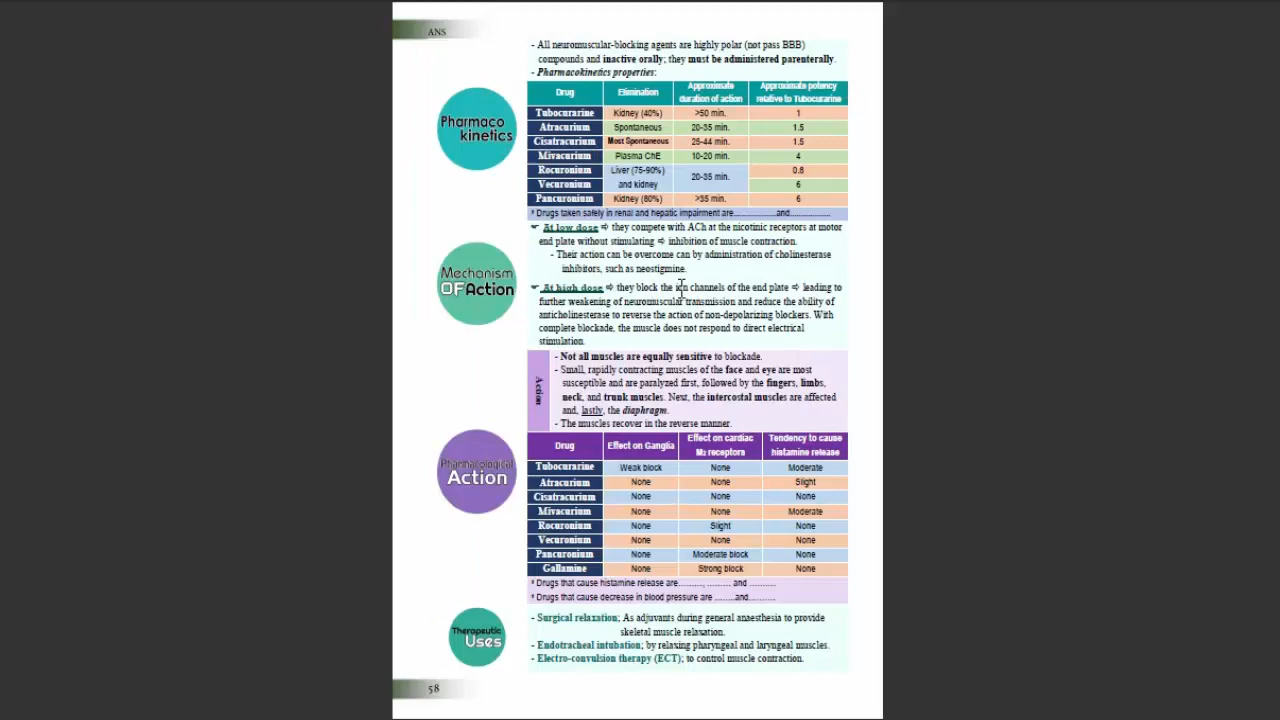 ANS
- All neuromuscular-blocking agents are highly polar (not pass BBB)
compounds and inactive orally; they must be administered parenterally.
- Pharmacokinetics properties:
Pharmaco
kinetics
Drug Elimination Approximate duration of action Approximate potency relative to Tubocurarine
Tubocurarine Kidney (40%) >50 min. 1
Atracurium Spontaneous 20-35 min. 1.5
Cisatracurium Most Spontaneous 25-44 min. 1.5
Mivacurium Plasma ChE 10-20 min. 4
Rocuronium Liver (75-90%) 20-35 min. 0.8
Vecuronium and kidney 6
Pancuronium Kidney (80%) >35 min. 6
* Drugs taken safely in renal and hepatic impairment are...................and..................
Mechanism
OF Action
☛ At low dose ⇨ they compete with ACh at the nicotinic receptors at motor
end plate without stimulating ⇨ inhibition of muscle contraction.
- Their action can be overcome can by administration of cholinesterase
inhibitors, such as neostigmine.
☛ At high dose ⇨ they block the ion channels of the end plate ⇨ leading to
further weakening of neuromuscular transmission and reduce the ability of
anticholinesterase to reverse the action of non-depolarizing blockers. With
complete blockade, the muscle does not respond to direct electrical
stimulation.
Pharmacological
Action
Action
- Not all muscles are equally sensitive to blockade.
- Small, rapidly contracting muscles of the face and eye are most
susceptible and are paralyzed first, followed by the fingers, limbs,
neck, and trunk muscles. Next, the intercostal muscles are affected
and, lastly, the diaphragm.
- The muscles recover in the reverse manner.
Drug Effect on Ganglia Effect on cardiac M₂ receptors Tendency to cause histamine release
Tubocurarine Weak block None Moderate
Atracurium None None Slight
Cisatracurium None None None
Mivacurium None None Moderate
Rocuronium None Slight None
Vecuronium None None None
Pancuronium None Moderate block None
Gallamine None Strong block None
* Drugs that cause histamine release are.........., ......... and ..........
* Drugs that cause decrease in blood pressure are ........and..........
Therapeutic
Uses
- Surgical relaxation; As adjuvants during general anaesthesia to provide
skeletal muscle relaxation.
- Endotracheal intubation; by relaxing pharyngeal and laryngeal muscles.
- Electro-convulsion therapy (ECT); to control muscle contraction.
58